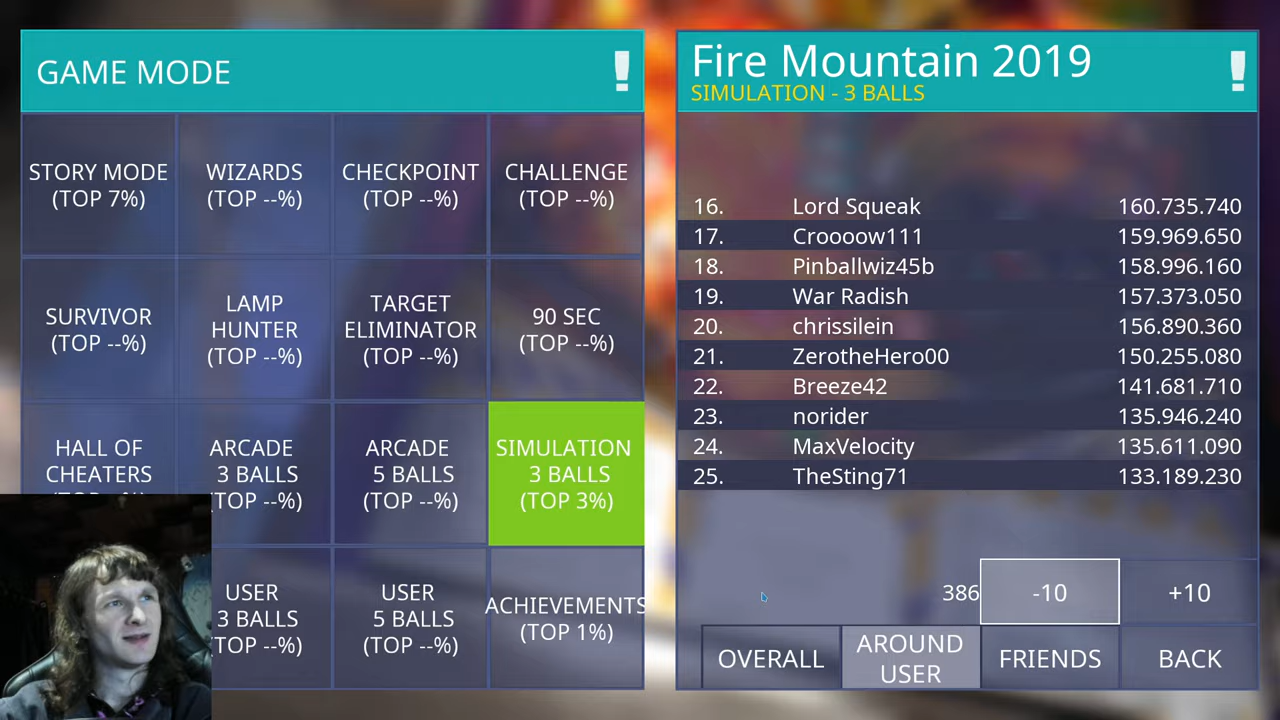 GAME MODE
!
STORY MODE
(TOP 7%)
WIZARDS
(TOP --%)
CHECKPOINT
(TOP --%)
CHALLENGE
(TOP --%)
SURVIVOR
(TOP --%)
LAMP
HUNTER
(TOP --%)
TARGET
ELIMINATOR
(TOP --%)
90 SEC
(TOP --%)
HALL OF
CHEATERS
ARCADE
3 BALLS
(TOP --%)
ARCADE
5 BALLS
(TOP --%)
SIMULATION
3 BALLS
(TOP 3%)
USER
3 BALLS
TOP --%)
USER
5 BALLS
(TOP --%)
ACHIEVEMENTS
(TOP 1%)
Fire Mountain 2019
SIMULATION - 3 BALLS
!
16. Lord Squeak 160.735.740
17. Croooow111 159.969.650
18. Pinballwiz45b 158.996.160
19. War Radish 157.373.050
20. chrissilein 156.890.360
21. ZerotheHero00 150.255.080
22. Breeze42 141.681.710
23. norider 135.946.240
24. MaxVelocity 135.611.090
25. TheSting71 133.189.230
386 -10 +10
OVERALL
AROUND
USER
FRIENDS
BACK